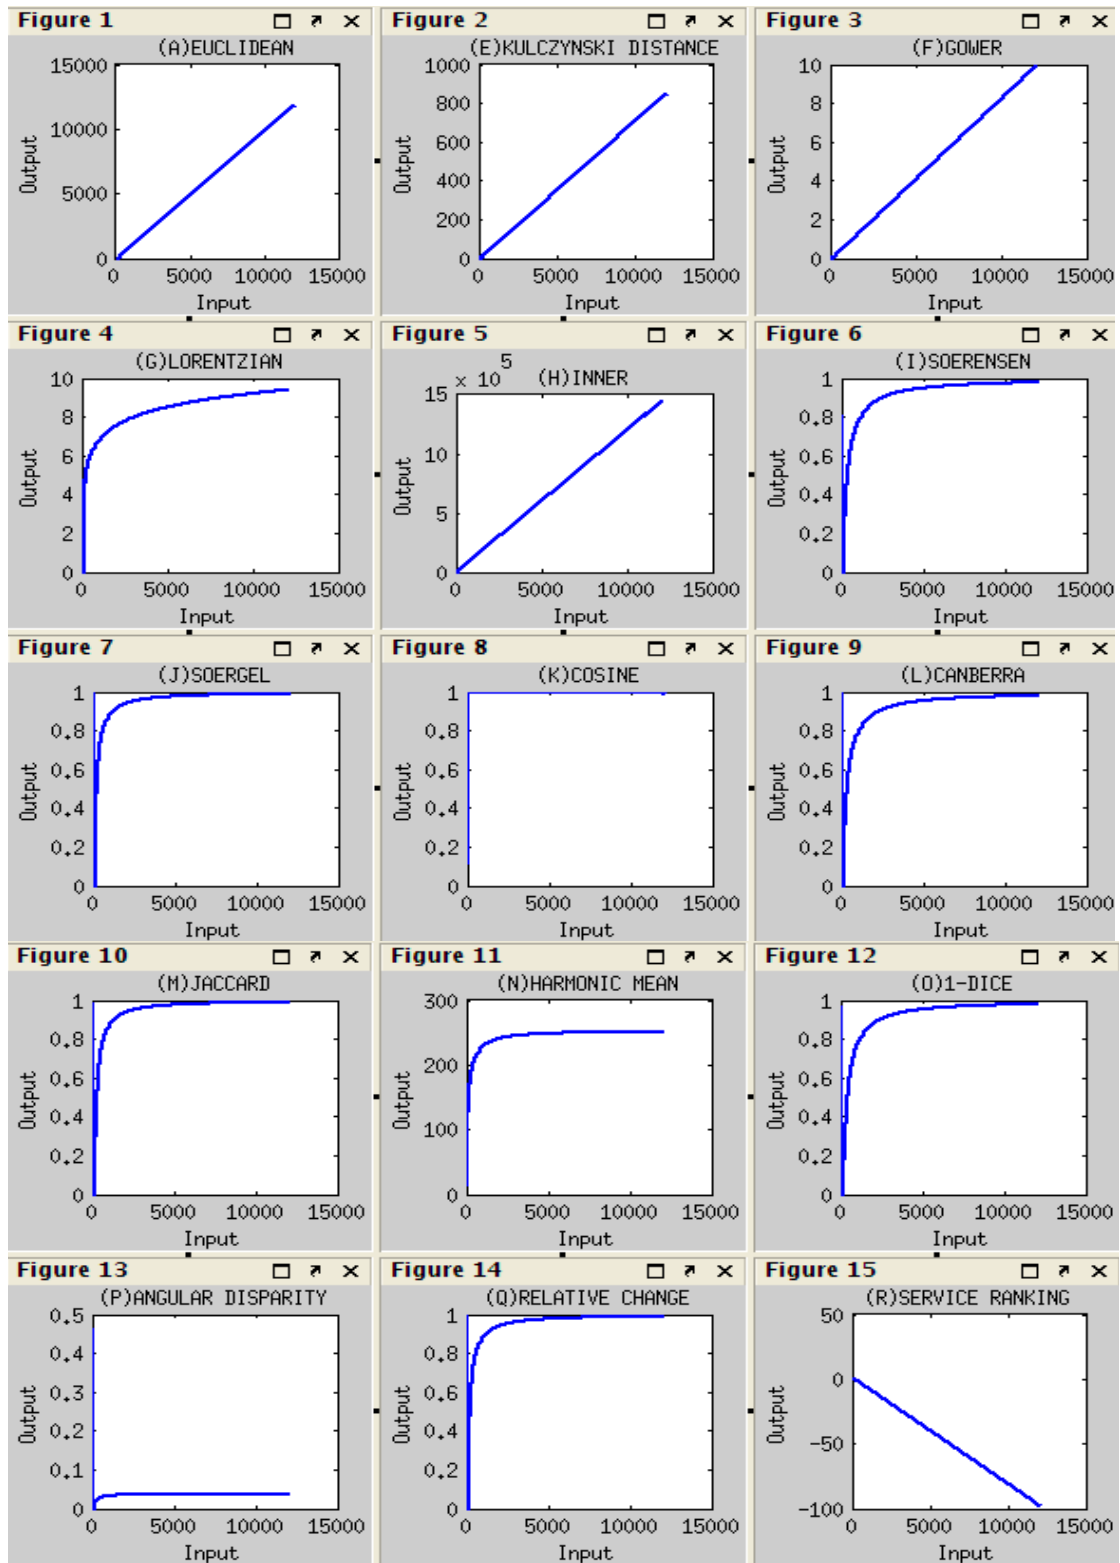 Figure 1
(A)EUCLIDEAN
15000
10000
5000
0
Output
0 5000 10000 15000
Input
Figure 2
(E)KULCZYNSKI DISTANCE
1000
800
600
400
200
0
Output
0 5000 10000 15000
Input
Figure 3
(F)GOWER
10
8
6
4
2
0
Output
0 5000 10000 15000
Input
Figure 4
(G)LORENTZIAN
10
8
6
4
2
0
Output
0 5000 10000 15000
Input
Figure 5
× 10^5
(H)INNER
15
10
5
0
Output
0 5000 10000 15000
Input
Figure 6
(I)SOERENSEN
1
0.8
0.6
0.4
0.2
0
Output
0 5000 10000 15000
Input
Figure 7
(J)SOERGEL
1
0.8
0.6
0.4
0.2
0
Output
0 5000 10000 15000
Input
Figure 8
(K)COSINE
1
0.8
0.6
0.4
0.2
0
Output
0 5000 10000 15000
Input
Figure 9
(L)CANBERRA
1
0.8
0.6
0.4
0.2
0
Output
0 5000 10000 15000
Input
Figure 10
(M)JACCARD
1
0.8
0.6
0.4
0.2
0
Output
0 5000 10000 15000
Input
Figure 11
(N)HARMONIC MEAN
300
200
100
0
Output
0 5000 10000 15000
Input
Figure 12
(O)1-DICE
1
0.8
0.6
0.4
0.2
0
Output
0 5000 10000 15000
Input
Figure 13
(P)ANGULAR DISPARITY
0.5
0.4
0.3
0.2
0.1
0
Output
0 5000 10000 15000
Input
Figure 14
(Q)RELATIVE CHANGE
1
0.8
0.6
0.4
0.2
0
Output
0 5000 10000 15000
Input
Figure 15
(R)SERVICE RANKING
50
0
-50
-100
Output
0 5000 10000 15000
Input